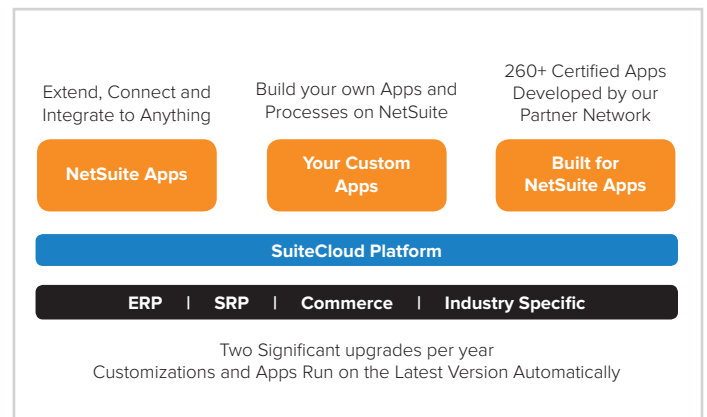 Extend, Connect and
Integrate to Anything
NetSuite Apps
Build your own Apps and
Processes on NetSuite
Your Custom
Apps
260+ Certified Apps
Developed by our
Partner Network
Built for
NetSuite Apps
SuiteCloud Platform
ERP | SRP | Commerce | Industry Specific
Two Significant upgrades per year
Customizations and Apps Run on the Latest Version Automatically